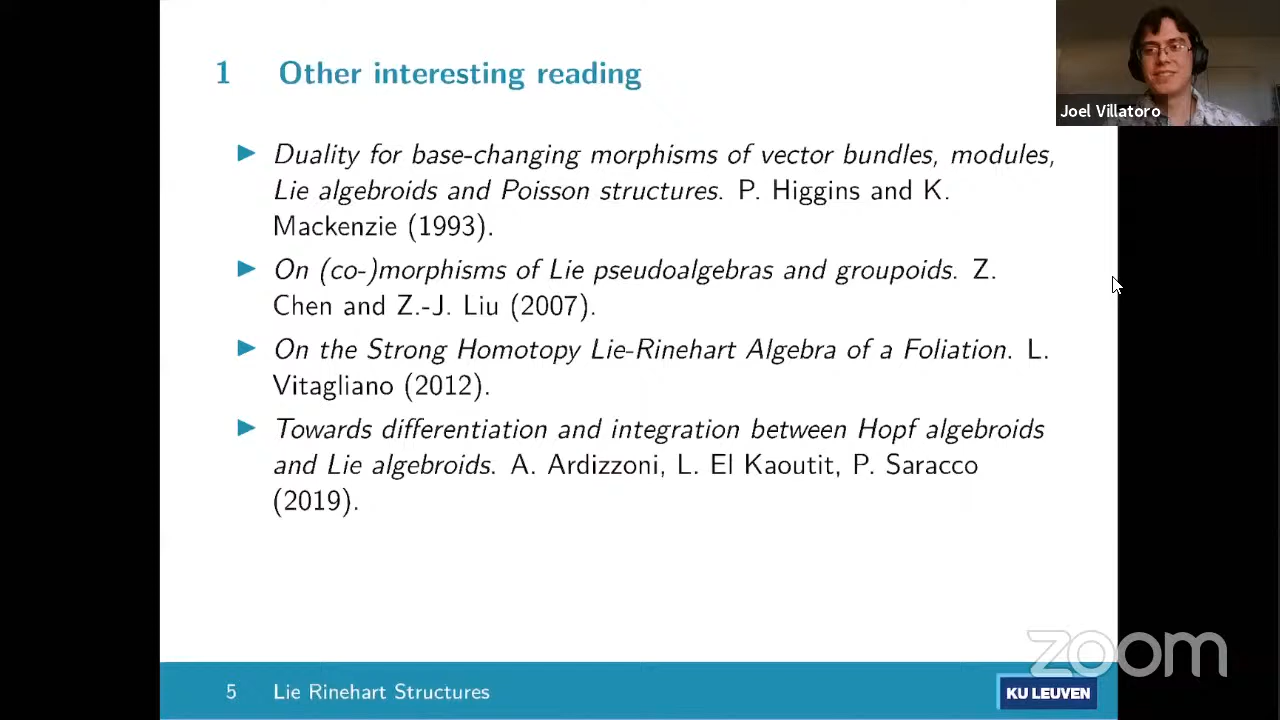 1 Other interesting reading
Joel Villatoro
▶ Duality for base-changing morphisms of vector bundles, modules,
Lie algebroids and Poisson structures. P. Higgins and K.
Mackenzie (1993).
▶ On (co-)morphisms of Lie pseudoalgebras and groupoids. Z.
Chen and Z.-J. Liu (2007).
▶ On the Strong Homotopy Lie-Rinehart Algebra of a Foliation. L.
Vitagliano (2012).
▶ Towards differentiation and integration between Hopf algebroids
and Lie algebroids. A. Ardizzoni, L. El Kaoutit, P. Saracco
(2019).
zoom
5 Lie Rinehart Structures
KU LEUVEN